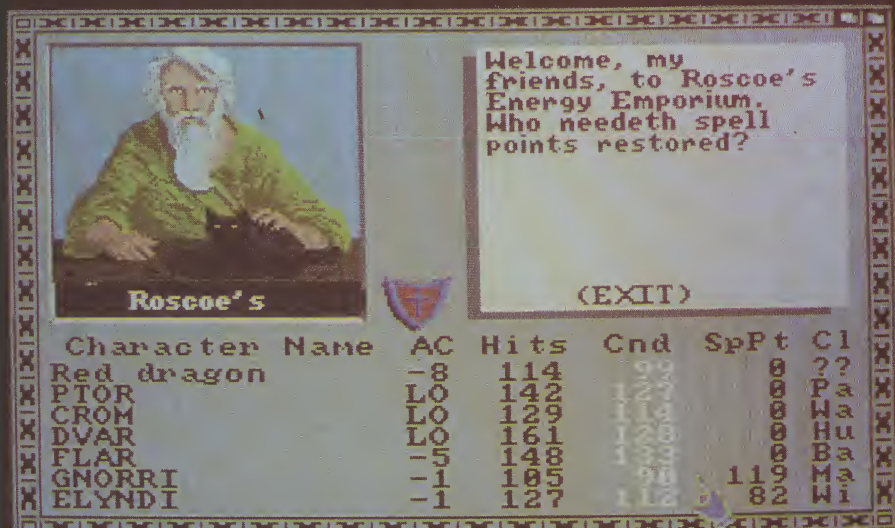 Welcome, my
friends, to Roscoe's
Energy Emporium.
Who needeth spell
points restored?
(EXIT)
Roscoe's
Character Name AC Hits Cnd SpPt Cl
Red dragon -8 114 99 0 ??
PTOR LO 142 0 Pa
CROM LO 129 0 Wa
DVAR LO 161 0 Hu
FLAR -5 148 0 Ba
GNORRI -1 105 119 Ma
ELYNDI -1 127 112 82 Wi